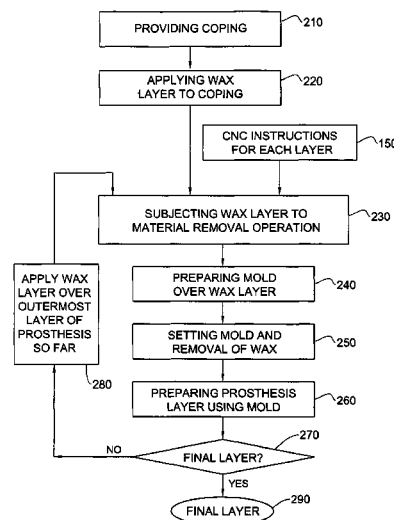 PROVIDING COPING
210
APPLYING WAX
LAYER TO COPING
220
CNC INSTRUCTIONS
FOR EACH LAYER
150
SUBJECTING WAX LAYER TO
MATERIAL REMOVAL OPERATION
230
PREPARING MOLD
OVER WAX LAYER
240
APPLY WAX
LAYER OVER
OUTERMOST
LAYER OF
PROSTHESIS
SO FAR
280
SETTING MOLD AND
REMOVAL OF WAX
250
PREPARING PROSTHESIS
LAYER USING MOLD
260
270
NO
FINAL LAYER?
YES
FINAL LAYER
290